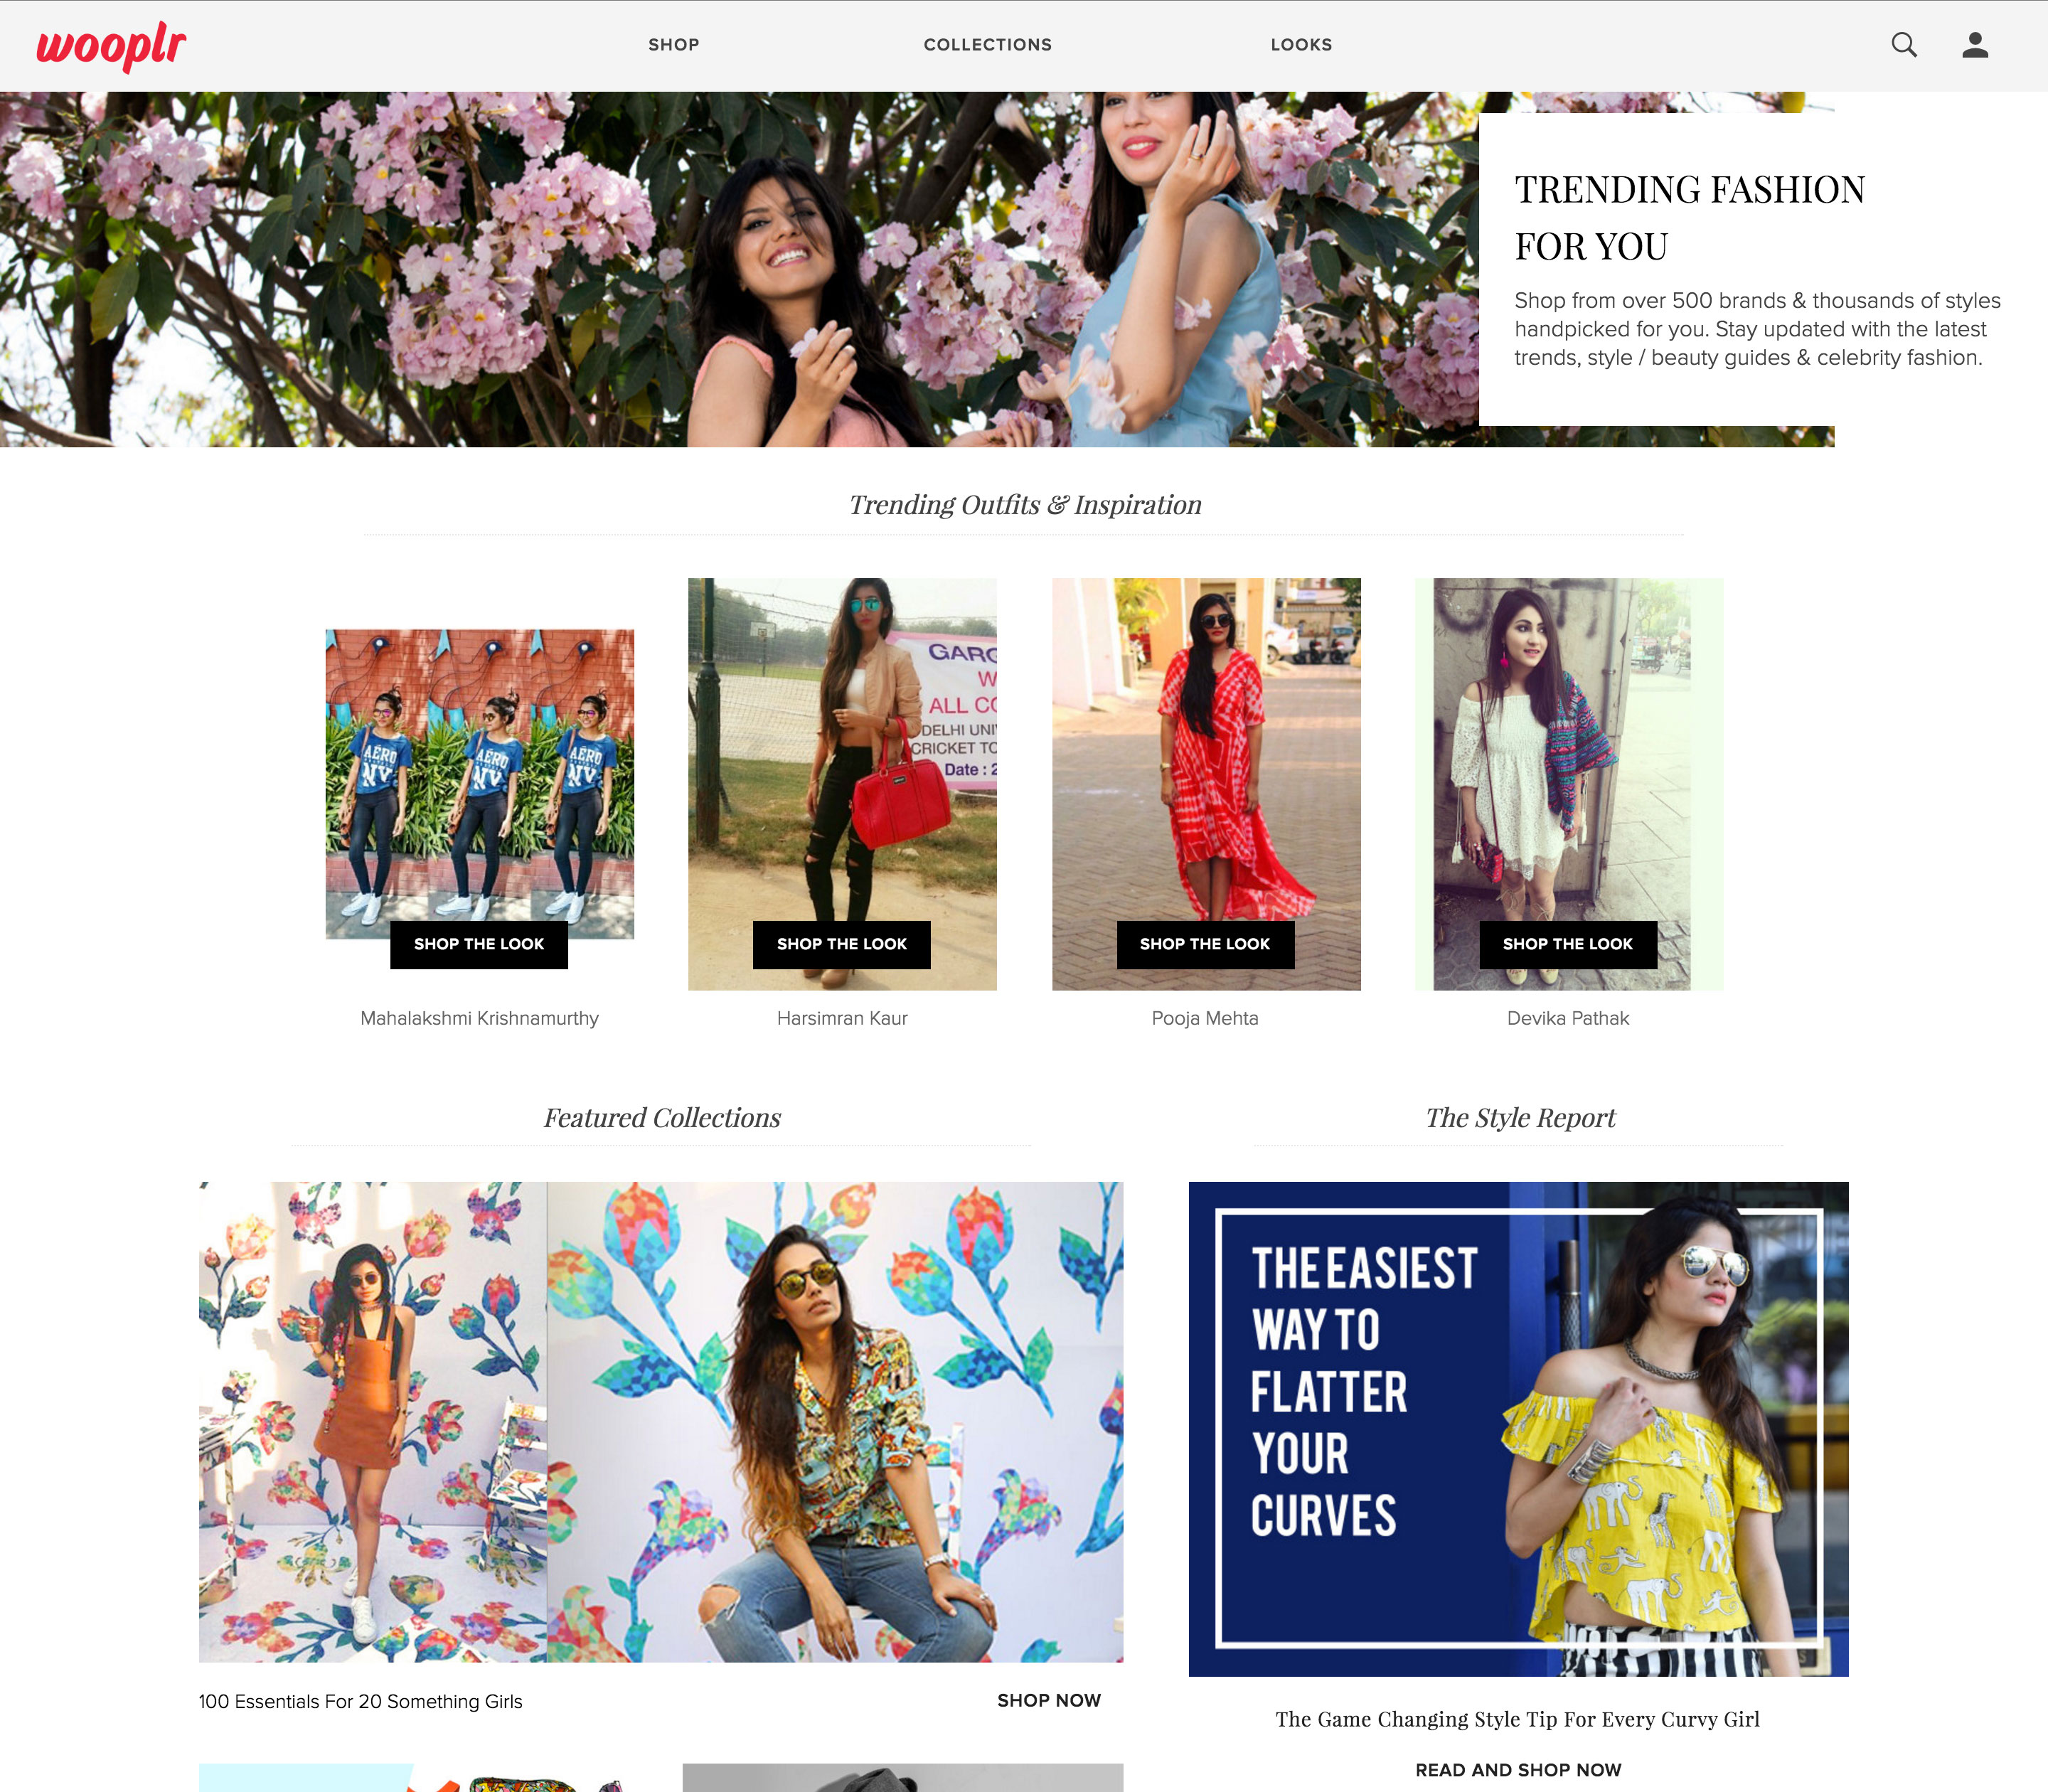 wooplr
SHOP
COLLECTIONS
LOOKS
TRENDING FASHION
FOR YOU
Shop from over 500 brands & thousands of styles
handpicked for you. Stay updated with the latest
trends, style / beauty guides & celebrity fashion.
Trending Outfits & Inspiration
AÉRO
NY
AÉRO
NY
AÉRO
NY
GARG
W
ALL CO
DELHI UNI
CRICKET TO
Date : 2
SHOP THE LOOK
SHOP THE LOOK
SHOP THE LOOK
SHOP THE LOOK
Mahalakshmi Krishnamurthy
Harsimran Kaur
Pooja Mehta
Devika Pathak
Featured Collections
The Style Report
THE EASIEST
WAY TO
FLATTER
YOUR
CURVES
100 Essentials For 20 Something Girls
SHOP NOW
The Game Changing Style Tip For Every Curvy Girl
READ AND SHOP NOW